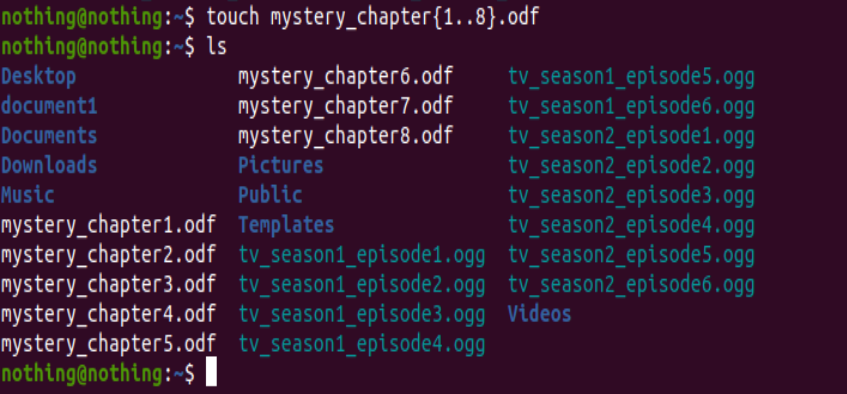 nothing@nothing:~$ touch mystery_chapter{1..8}.odf
nothing@nothing:~$ ls
Desktop mystery_chapter6.odf tv_season1_episode5.ogg
document1 mystery_chapter7.odf tv_season1_episode6.ogg
Documents mystery_chapter8.odf tv_season2_episode1.ogg
Downloads Pictures tv_season2_episode2.ogg
Music Public tv_season2_episode3.ogg
mystery_chapter1.odf Templates tv_season2_episode4.ogg
mystery_chapter2.odf tv_season1_episode1.ogg tv_season2_episode5.ogg
mystery_chapter3.odf tv_season1_episode2.ogg tv_season2_episode6.ogg
mystery_chapter4.odf tv_season1_episode3.ogg Videos
mystery_chapter5.odf tv_season1_episode4.ogg
nothing@nothing:~$